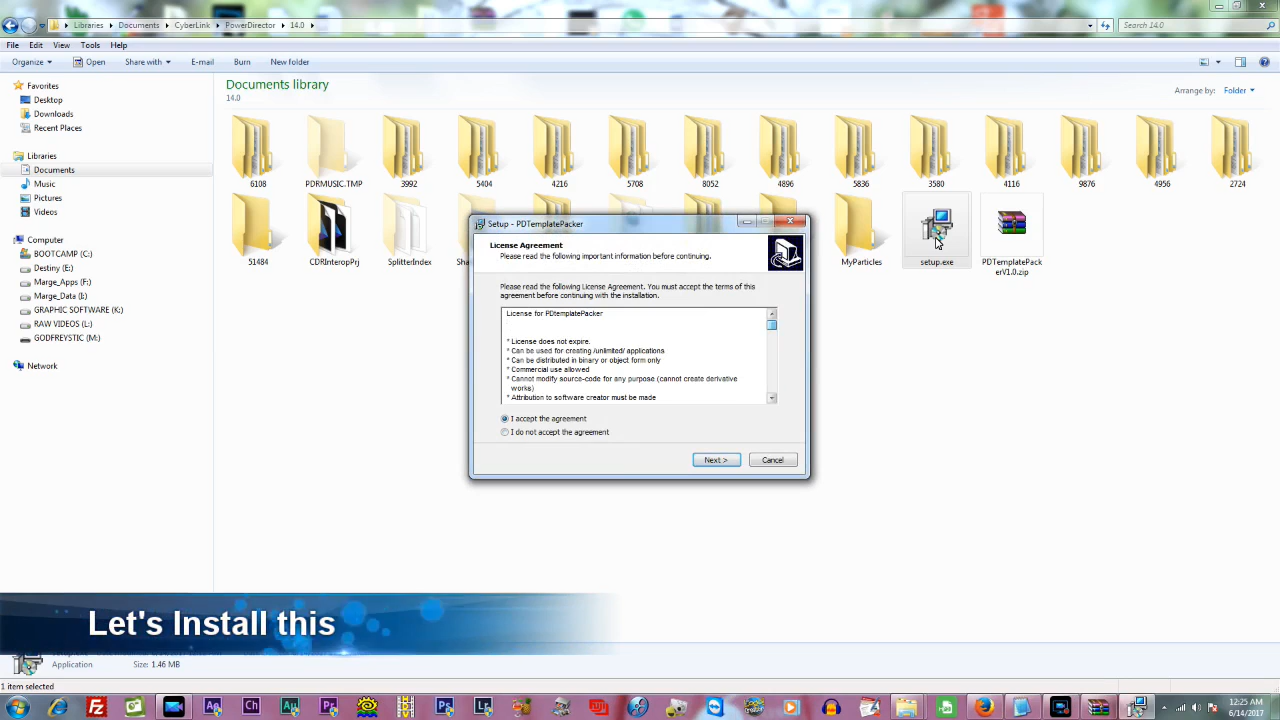 Libraries ▸ Documents ▸ CyberLink ▸ PowerDirector ▸ 14.0 ▸
Search 14.0
File Edit View Tools Help
Organize Open Share with E-mail Burn New folder
Favorites
Desktop
Downloads
Recent Places
Libraries
Documents
Music
Pictures
Videos
Computer
BOOTCAMP (C:)
Destiny (E:)
Marge_Apps (F:)
Marge_Data (I:)
GRAPHIC SOFTWARE (K:)
RAW VIDEOS (L:)
GODFREYSTIC (M:)
Network
Documents library
14.0
Arrange by: Folder
6108 PDRMUSIC.TMP 3992 5404 4216 5708 8052 4896 5836 3580 4116 9876 4956 2724
51484 CDRInteropPrj SplitterIndex MyParticles setup.exe PDTemplatePack
erV1.0.zip
Setup - PDTemplatePacker
License Agreement
Please read the following important information before continuing.
Please read the following License Agreement. You must accept the terms of this
agreement before continuing with the installation.
License for PDtemplatePacker
* License does not expire.
* Can be used for creating /unlimited/ applications
* Can be distributed in binary or object form only
* Commercial use allowed
* Cannot modify source-code for any purpose (cannot create derivative
works)
* Attribution to software creator must be made
I accept the agreement
I do not accept the agreement
Next > Cancel
Let's Install this
Application Size: 1.46 MB
1 item selected
Fz Ae Ch Au Pr Ps Lr
12:25 AM
6/14/2017